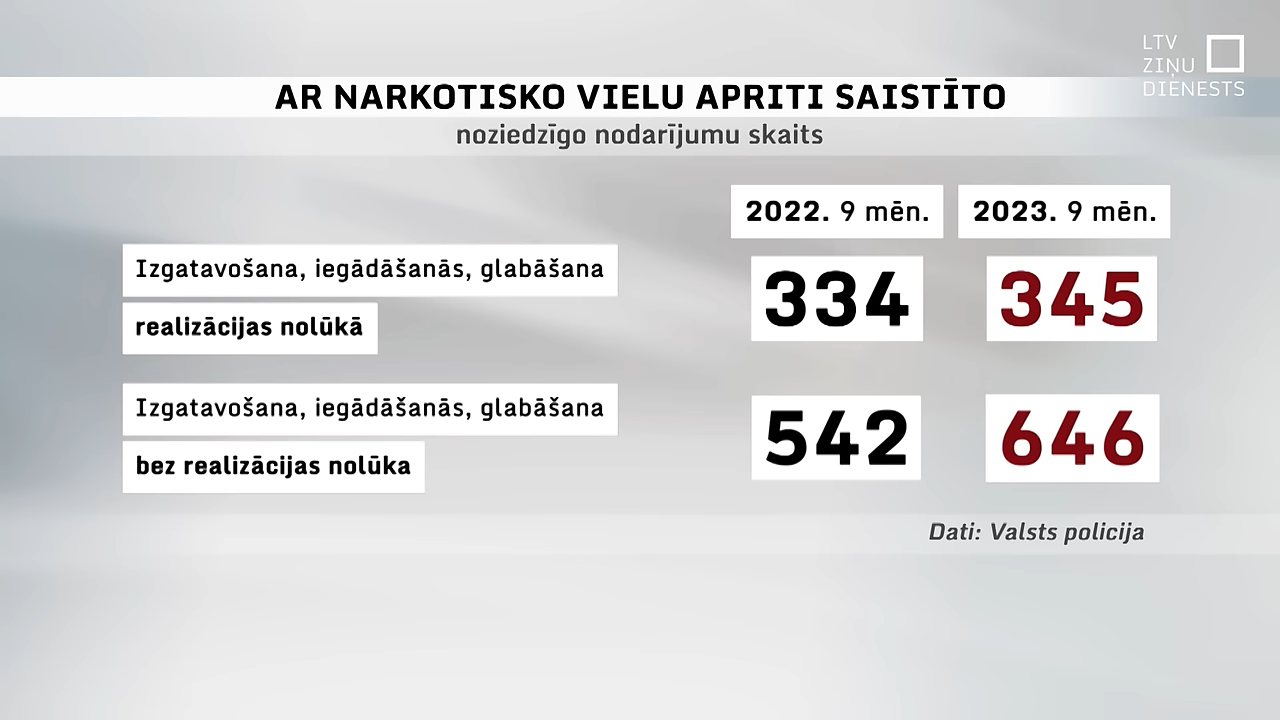 LTV
ZIŅU
DIENESTS
AR NARKOTISKO VIELU APRITI SAISTĪTO
noziedzīgo nodarījumu skaits
2022. 9 mēn. 2023. 9 mēn.
Izgatavošana, iegādāšanās, glabāšana
realizācijas nolūkā
334 345
Izgatavošana, iegādāšanās, glabāšana
bez realizācijas nolūka
542 646
Dati: Valsts policija